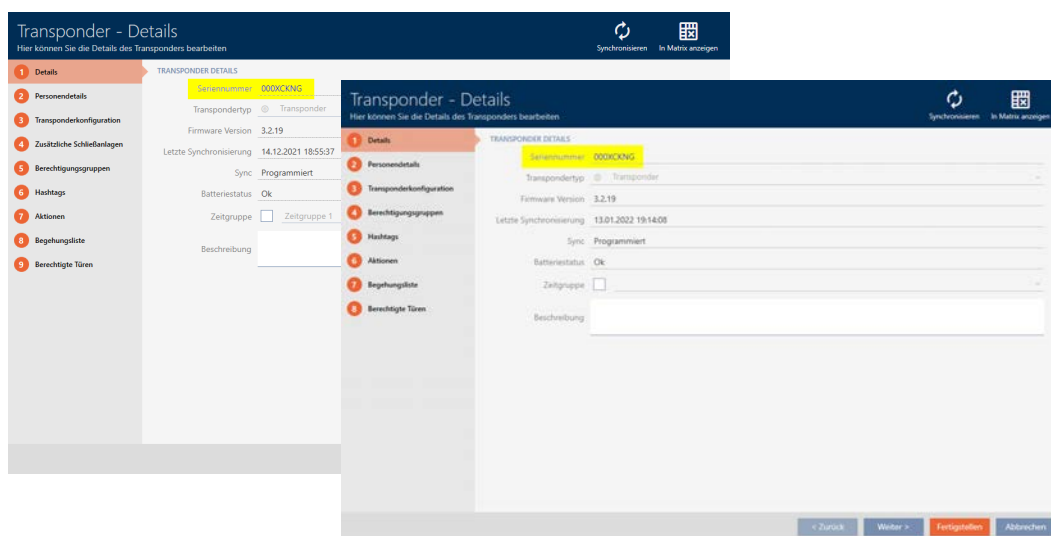 Transponder - Details
Hier können Sie die Details des Transponders bearbeiten
Synchronisieren
In Matrix anzeigen
1 Details
2 Personendetails
3 Transponderkonfiguration
4 Zusätzliche Schließanlagen
5 Berechtigungsgruppen
6 Hashtags
7 Aktionen
8 Begehungsliste
9 Berechtigte Türen
TRANSPONDER DETAILS
Seriennummer 000XCKNG
Transpondertyp Transponder
Firmware Version 3.2.19
Letzte Synchronisierung 14.12.2021 18:55:37
Sync Programmiert
Batteriestatus Ok
Zeitgruppe Zeitgruppe 1
Beschreibung
Transponder - Details
Hier können Sie die Details des Transponders bearbeiten
Synchronisieren
In Matrix anzeigen
1 Details
2 Personendetails
3 Transponderkonfiguration
4 Berechtigungsgruppen
5 Hashtags
6 Aktionen
7 Begehungsliste
8 Berechtigte Türen
TRANSPONDER DETAILS
Seriennummer 000XCKNG
Transpondertyp Transponder
Firmware Version 3.2.19
Letzte Synchronisierung 13.01.2022 19:14:08
Sync Programmiert
Batteriestatus Ok
Zeitgruppe
Beschreibung
< Zurück
Weiter >
Fertigstellen
Abbrechen